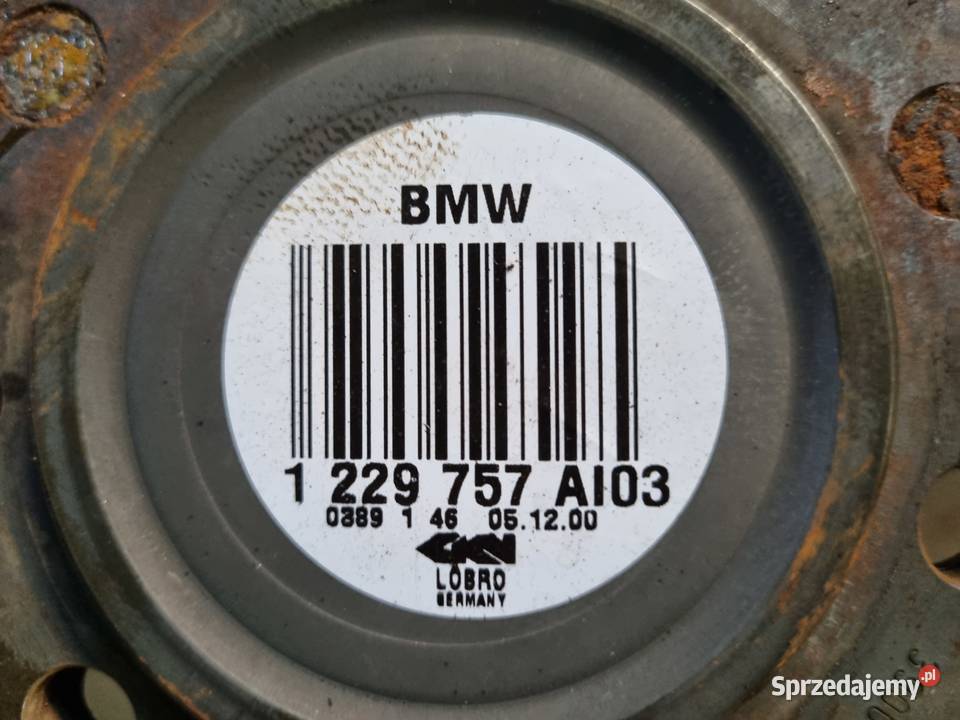 BMW
1 229 757 AI03
0389 1 46 05.12.00
GKN
LÖBRO
GERMANY
Sprzedajemy.pl